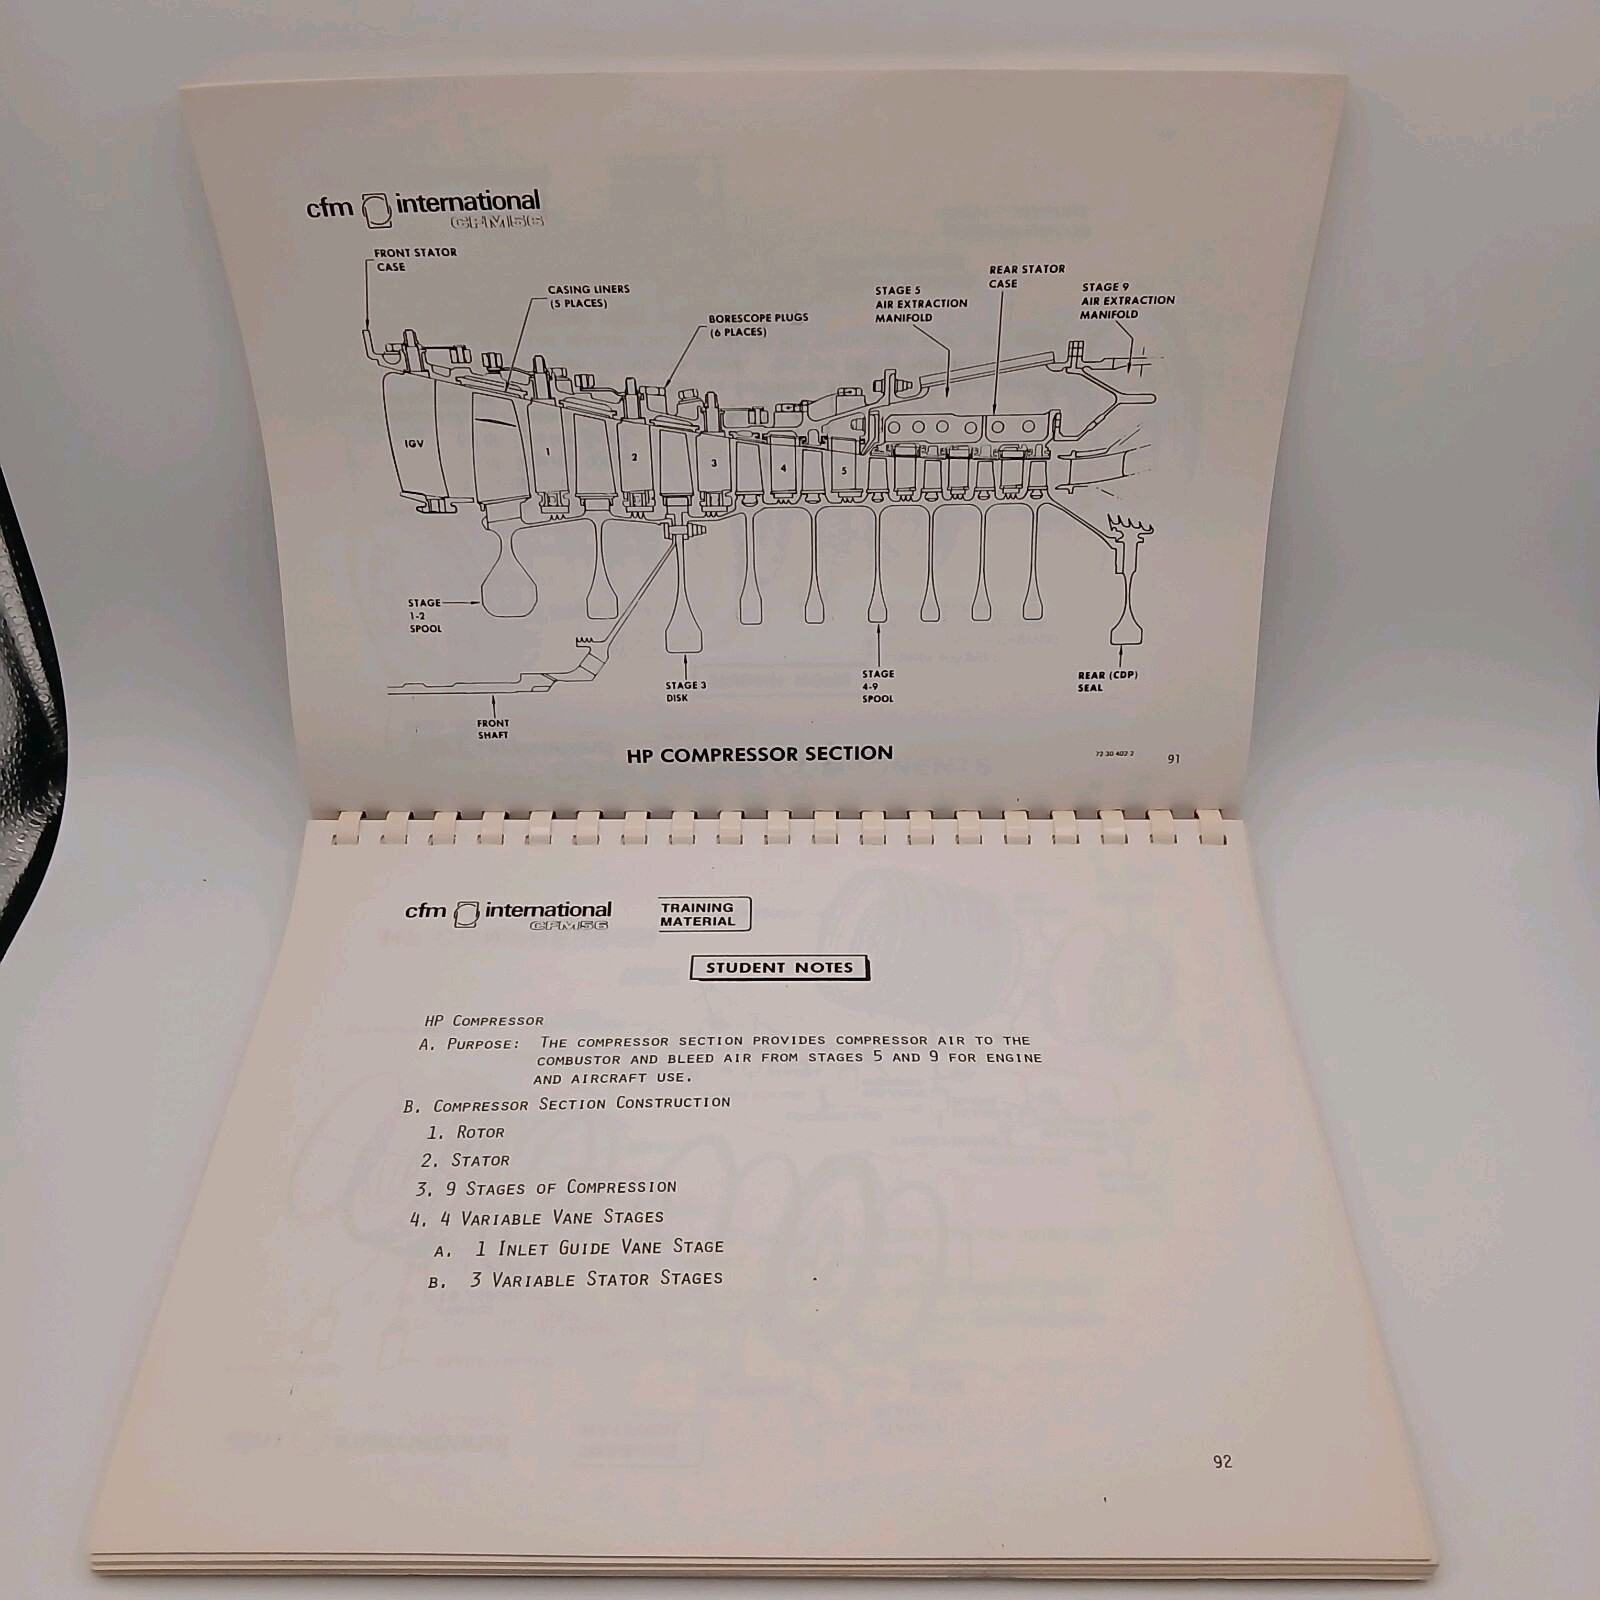 cfm international
CFM56
FRONT STATOR
CASE
CASING LINERS
(5 PLACES)
BORESCOPE PLUGS
(6 PLACES)
STAGE 5
AIR EXTRACTION
MANIFOLD
REAR STATOR
CASE
STAGE 9
AIR EXTRACTION
MANIFOLD
IGV
1
2
3
4
5
STAGE
1-2
SPOOL
FRONT
SHAFT
STAGE 3
DISK
STAGE
4-9
SPOOL
REAR (CDP)
SEAL
HP COMPRESSOR SECTION
72-30-402-2
91
cfm international
CFM56
TRAINING
MATERIAL
STUDENT NOTES
HP COMPRESSOR
A. PURPOSE: THE COMPRESSOR SECTION PROVIDES COMPRESSOR AIR TO THE
COMBUSTOR AND BLEED AIR FROM STAGES 5 AND 9 FOR ENGINE
AND AIRCRAFT USE.
B. COMPRESSOR SECTION CONSTRUCTION
1. ROTOR
2. STATOR
3. 9 STAGES OF COMPRESSION
4. 4 VARIABLE VANE STAGES
A. 1 INLET GUIDE VANE STAGE
B. 3 VARIABLE STATOR STAGES
92